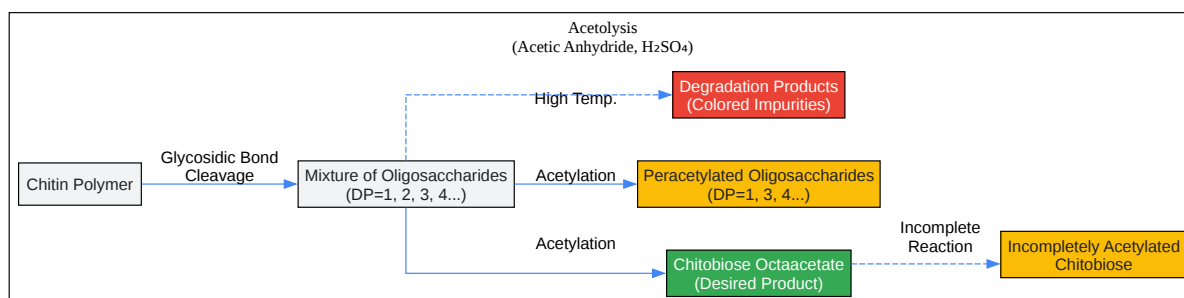 Acetolysis
(Acetic Anhydride, H₂SO₄)
High Temp.
Degradation Products
(Colored Impurities)
Chitin Polymer
Glycosidic Bond
Cleavage
Mixture of Oligosaccharides
(DP=1, 2, 3, 4...)
Acetylation
Peracetylated Oligosaccharides
(DP=1, 3, 4...)
Acetylation
Chitobiose Octaacetate
(Desired Product)
Incomplete
Reaction
Incompletely Acetylated
Chitobiose